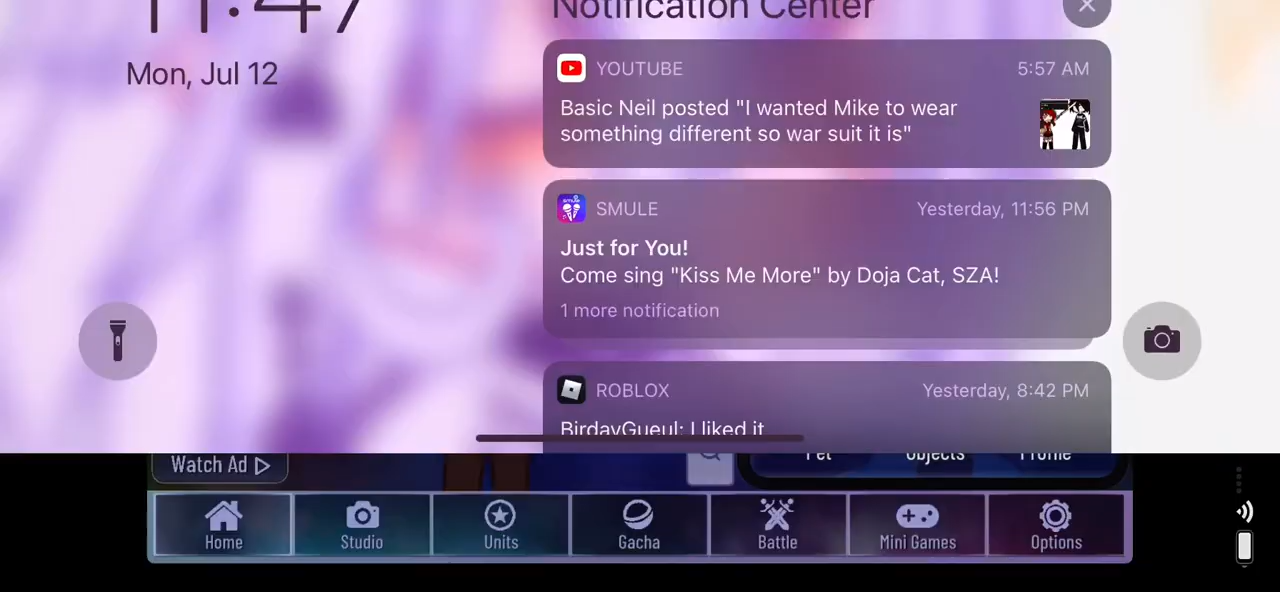 11:47
Mon, Jul 12
Notification Center
YOUTUBE
5:57 AM
Basic Neil posted "I wanted Mike to wear
something different so war suit it is"
SMULE
Yesterday, 11:56 PM
Just for You!
Come sing "Kiss Me More" by Doja Cat, SZA!
1 more notification
ROBLOX
Yesterday, 8:42 PM
BirdayGueul: I liked it
Watch Ad
Pet
Objects
Profile
Home
Studio
Units
Gacha
Battle
Mini Games
Options